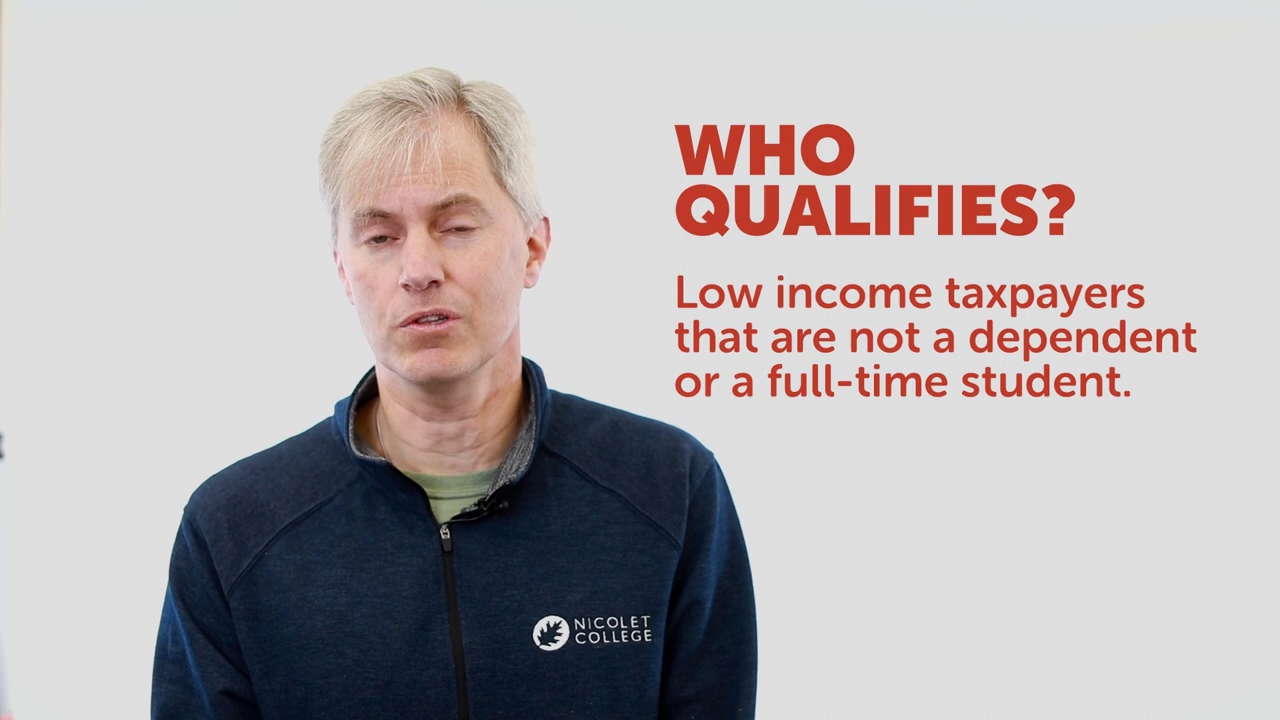 WHO
QUALIFIES?
Low income taxpayers
that are not a dependent
or a full-time student.
NICOLET
COLLEGE